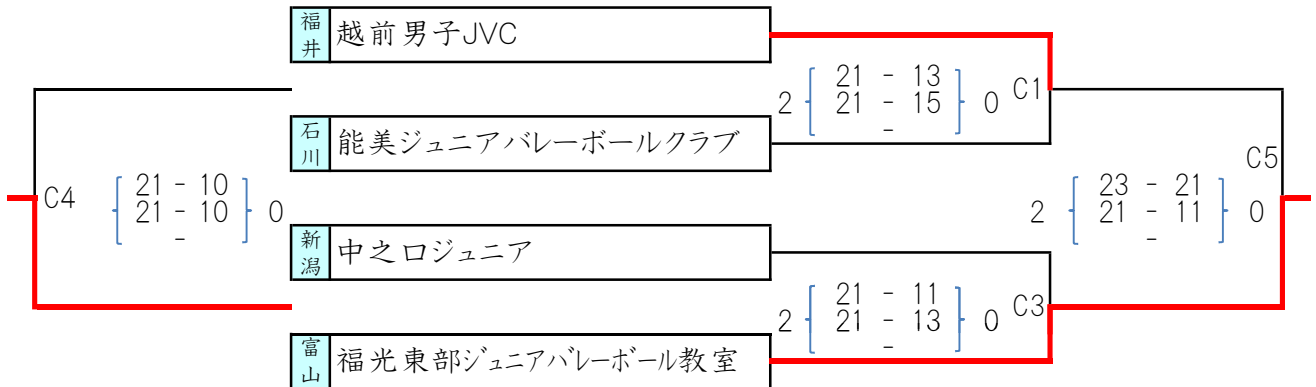 福井 越前男子JVC
2 21 - 13 0 C1
21 - 15
-
石川 能美ジュニアバレーボールクラブ
C4 21 - 10 0
21 - 10
-
C5
2 23 - 21 0
21 - 11
-
新潟 中之口ジュニア
2 21 - 11 0 C3
21 - 13
-
富山 福光東部ジュニアバレーボール教室